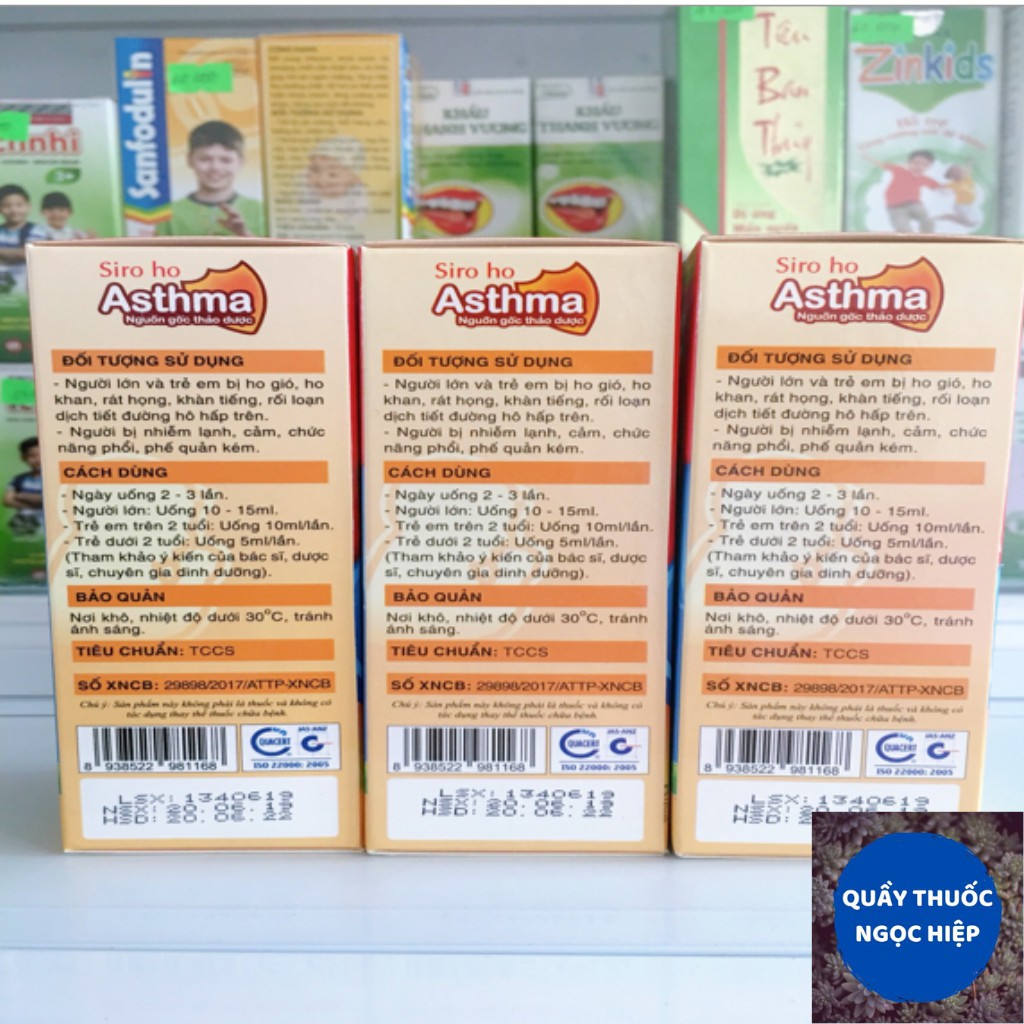 Sanfodulin
KHẨU
THANH VƯƠNG
KHẨU
THANH VƯƠNG
Tiêu
Ban
Thủy
Dị ứng
Mẩn ngứa
Zinkids
Siro ho
Asthma
Nguồn gốc thảo dược
ĐỐI TƯỢNG SỬ DỤNG
- Người lớn và trẻ em bị ho gió, ho
khan, rát họng, khàn tiếng, rối loạn
dịch tiết đường hô hấp trên.
- Người bị nhiễm lạnh, cảm, chức
năng phổi, phế quản kém.
CÁCH DÙNG
- Ngày uống 2 - 3 lần.
- Người lớn: Uống 10 - 15ml.
- Trẻ em trên 2 tuổi: Uống 10ml/lần.
- Trẻ dưới 2 tuổi: Uống 5ml/lần.
(Tham khảo ý kiến của bác sĩ, dược
sĩ, chuyên gia dinh dưỡng).
BẢO QUẢN
Nơi khô, nhiệt độ dưới 30°C, tránh
ánh sáng.
TIÊU CHUẨN: TCCS
SỐ XNCB: 29898/2017/ATTP-XNCB
Chú ý: Sản phẩm này không phải là thuốc và không có
tác dụng thay thế thuốc chữa bệnh.
8 938522 981168
QUACERT
JAS-ANZ
ISO 22000: 2005
Siro ho
Asthma
Nguồn gốc thảo dược
ĐỐI TƯỢNG SỬ DỤNG
- Người lớn và trẻ em bị ho gió, ho
khan, rát họng, khàn tiếng, rối loạn
dịch tiết đường hô hấp trên.
- Người bị nhiễm lạnh, cảm, chức
năng phổi, phế quản kém.
CÁCH DÙNG
- Ngày uống 2 - 3 lần.
- Người lớn: Uống 10 - 15ml.
- Trẻ em trên 2 tuổi: Uống 10ml/lần.
- Trẻ dưới 2 tuổi: Uống 5ml/lần.
(Tham khảo ý kiến của bác sĩ, dược
sĩ, chuyên gia dinh dưỡng).
BẢO QUẢN
Nơi khô, nhiệt độ dưới 30°C, tránh
ánh sáng.
TIÊU CHUẨN: TCCS
SỐ XNCB: 29898/2017/ATTP-XNCB
Chú ý: Sản phẩm này không phải là thuốc và không có
tác dụng thay thế thuốc chữa bệnh.
8 938522 981168
QUACERT
JAS-ANZ
ISO 22000: 2005
Siro ho
Asthma
Nguồn gốc thảo dược
ĐỐI TƯỢNG SỬ DỤNG
- Người lớn và trẻ em bị ho gió, ho
khan, rát họng, khàn tiếng, rối loạn
dịch tiết đường hô hấp trên.
- Người bị nhiễm lạnh, cảm, chức
năng phổi, phế quản kém.
CÁCH DÙNG
- Ngày uống 2 - 3 lần.
- Người lớn: Uống 10 - 15ml.
- Trẻ em trên 2 tuổi: Uống 10ml/lần.
- Trẻ dưới 2 tuổi: Uống 5ml/lần.
(Tham khảo ý kiến của bác sĩ, dược
sĩ, chuyên gia dinh dưỡng).
BẢO QUẢN
Nơi khô, nhiệt độ dưới 30°C, tránh
ánh sáng.
TIÊU CHUẨN: TCCS
SỐ XNCB: 29898/2017/ATTP-XNCB
Chú ý: Sản phẩm này không phải là thuốc và không có
tác dụng thay thế thuốc chữa bệnh.
8 938522 981168
QUACERT
JAS-ANZ
ISO 22000: 2005
QUẦY THUỐC
NGỌC HIỆP